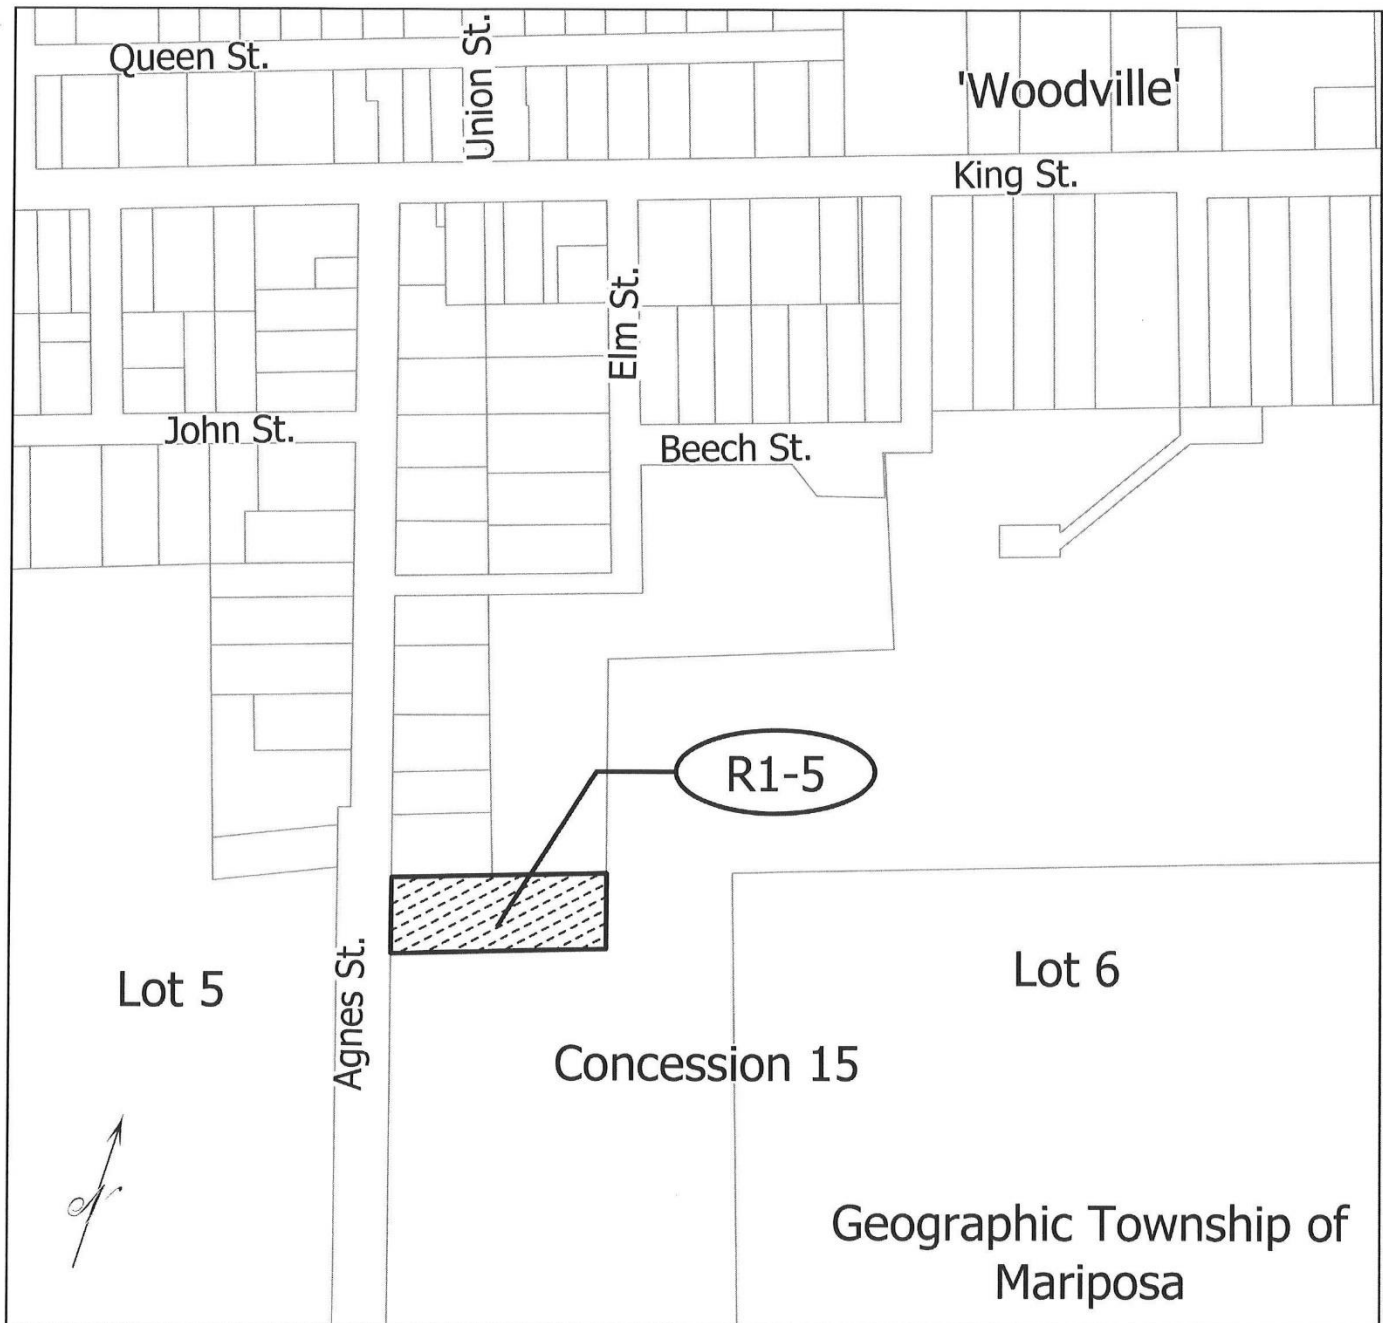 Queen St.
Union St.
'Woodville'
King St.
Elm St.
John St.
Beech St.
R1-5
Lot 5
Agnes St.
Lot 6
Concession 15
Geographic Township of
Mariposa